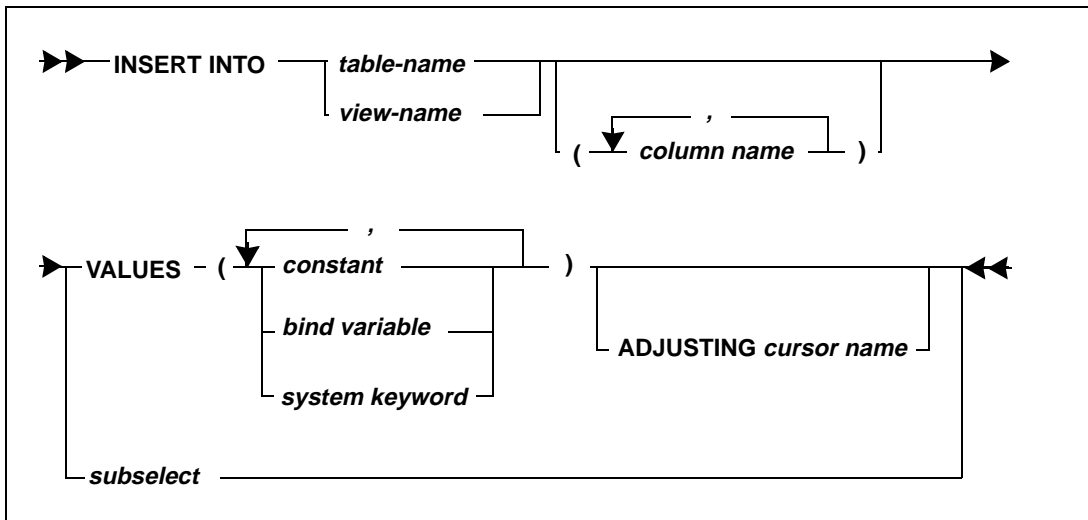 INSERT INTO table-name
view-name
,
( column name )
,
VALUES ( constant )
bind variable
ADJUSTING cursor name
system keyword
subselect